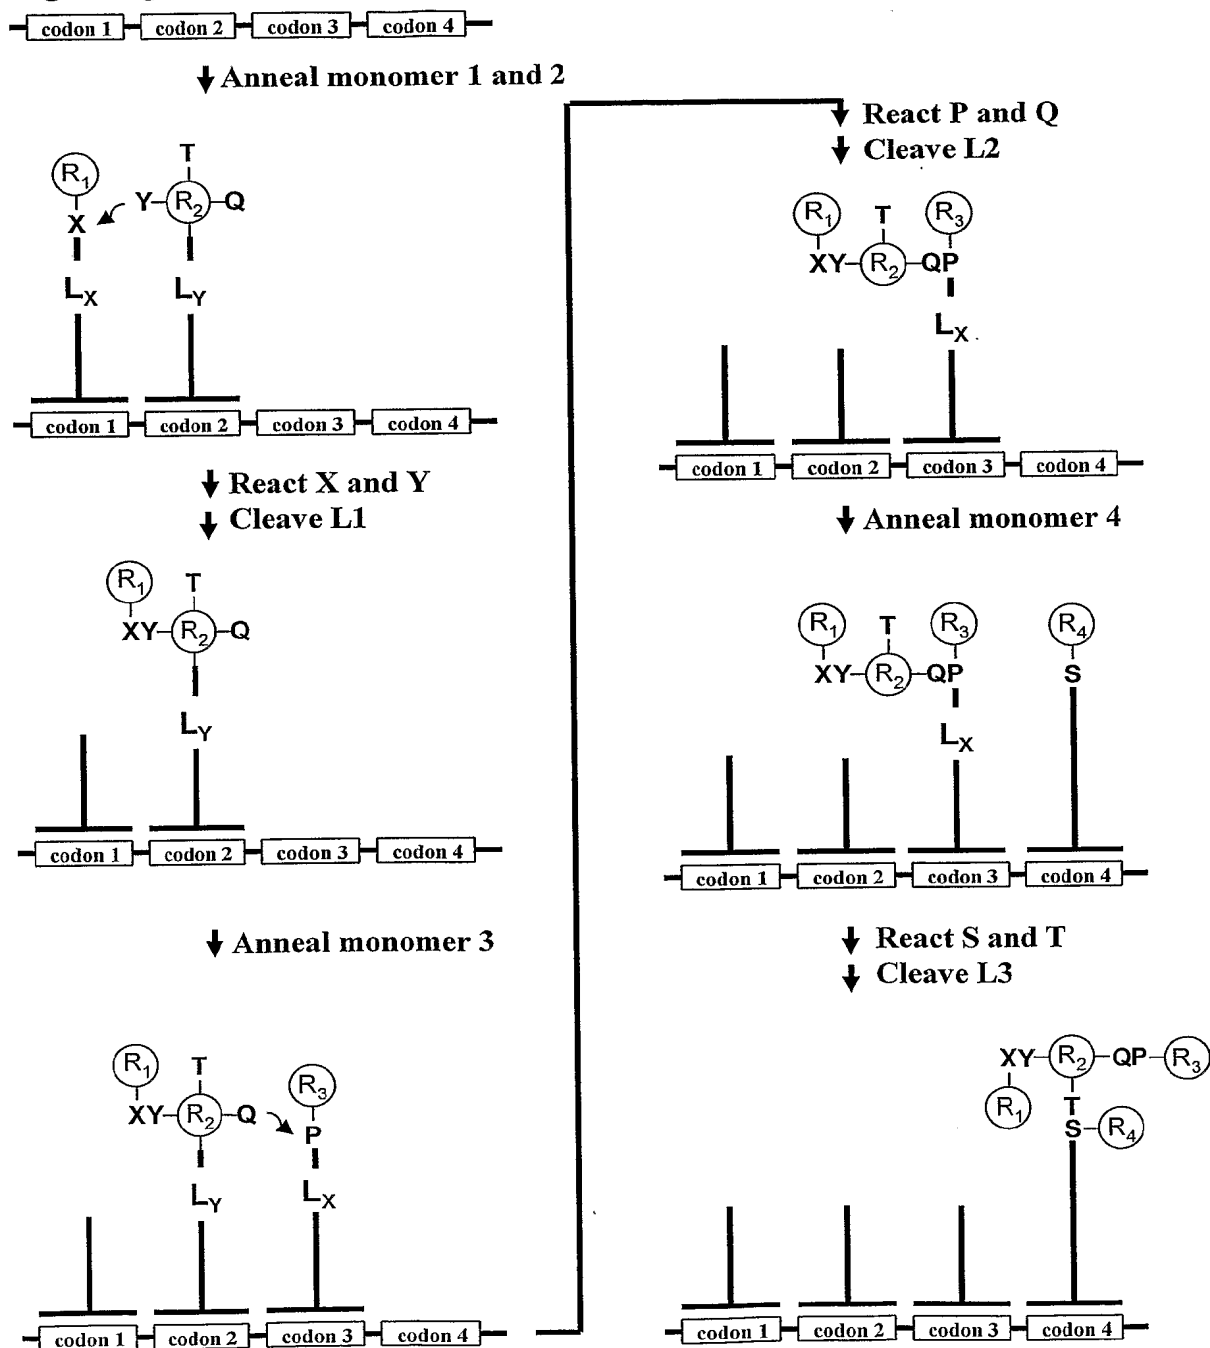 codon 1 codon 2 codon 3 codon 4
Anneal monomer 1 and 2
R1 T
X Y R2 Q
LX LY
codon 1 codon 2 codon 3 codon 4
React X and Y
Cleave L1
R1 T
XY R2 Q
LY
codon 1 codon 2 codon 3 codon 4
Anneal monomer 3
R1 T R3
XY R2 Q P
LY LX
codon 1 codon 2 codon 3 codon 4
React P and Q
Cleave L2
R1 T R3
XY R2 QP
LX
codon 1 codon 2 codon 3 codon 4
Anneal monomer 4
R1 T R3 R4
XY R2 QP S
LX
codon 1 codon 2 codon 3 codon 4
React S and T
Cleave L3
XY R2 QP R3
R1 T
S R4
codon 1 codon 2 codon 3 codon 4